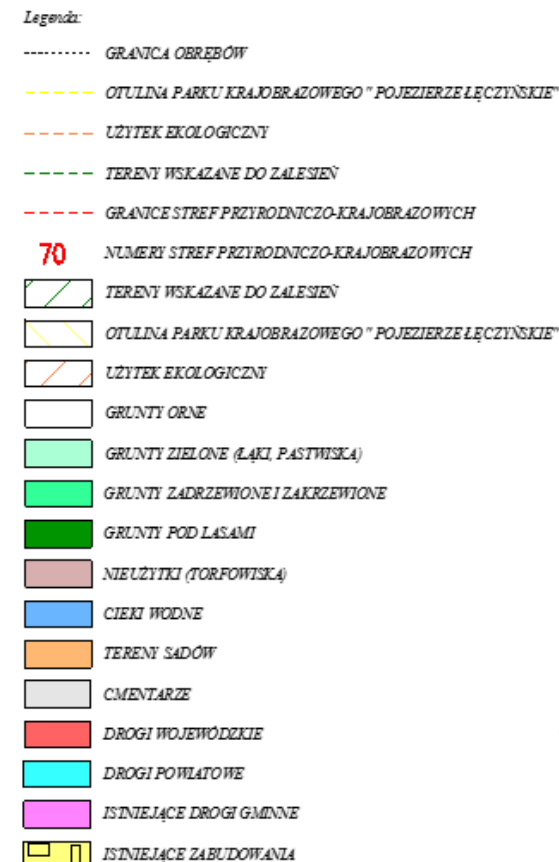 Legenda:
GRANICA OBRĘBÓW
OTULINA PARKU KRAJOBRAZOWEGO " POJEZIERZE ŁĘCZYŃSKIE"
UŻYTEK EKOLOGICZNY
TERENY WSKAZANE DO ZALESIEŃ
GRANICE STREF PRZYRODNICZO-KRAJOBRAZOWYCH
70 NUMERY STREF PRZYRODNICZO-KRAJOBRAZOWYCH
TERENY WSKAZANE DO ZALESIEŃ
OTULINA PARKU KRAJOBRAZOWEGO " POJEZIERZE ŁĘCZYŃSKIE"
UŻYTEK EKOLOGICZNY
GRUNTY ORNE
GRUNTY ZIELONE (ŁĄKI, PASTWISKA)
GRUNTY ZADRZEWIONE I ZAKRZEWIONE
GRUNTY POD LASAMI
NIEUŻYTKI (TORFOWISKA)
CIEKI WODNE
TERENY SADÓW
CMENTARZE
DROGI WOJEWÓDZKIE
DROGI POWIATOWE
ISTNIEJĄCE DROGI GMINNE
ISTNIEJĄCE ZABUDOWANIA